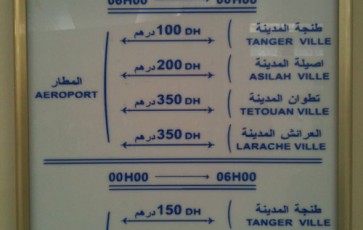 06H00 00H00
طنجة المدينة
100 درهم DH
TANGER VILLE
اصيلة المدينة
200 درهم DH
ASILAH VILLE
المطار
AEROPORT
تطوان المدينة
350 درهم DH
TETOUAN VILLE
العرائش المدينة
350 درهم DH
LARACHE VILLE
00H00 06H00
طنجة المدينة
150 درهم DH
TANGER VILLE